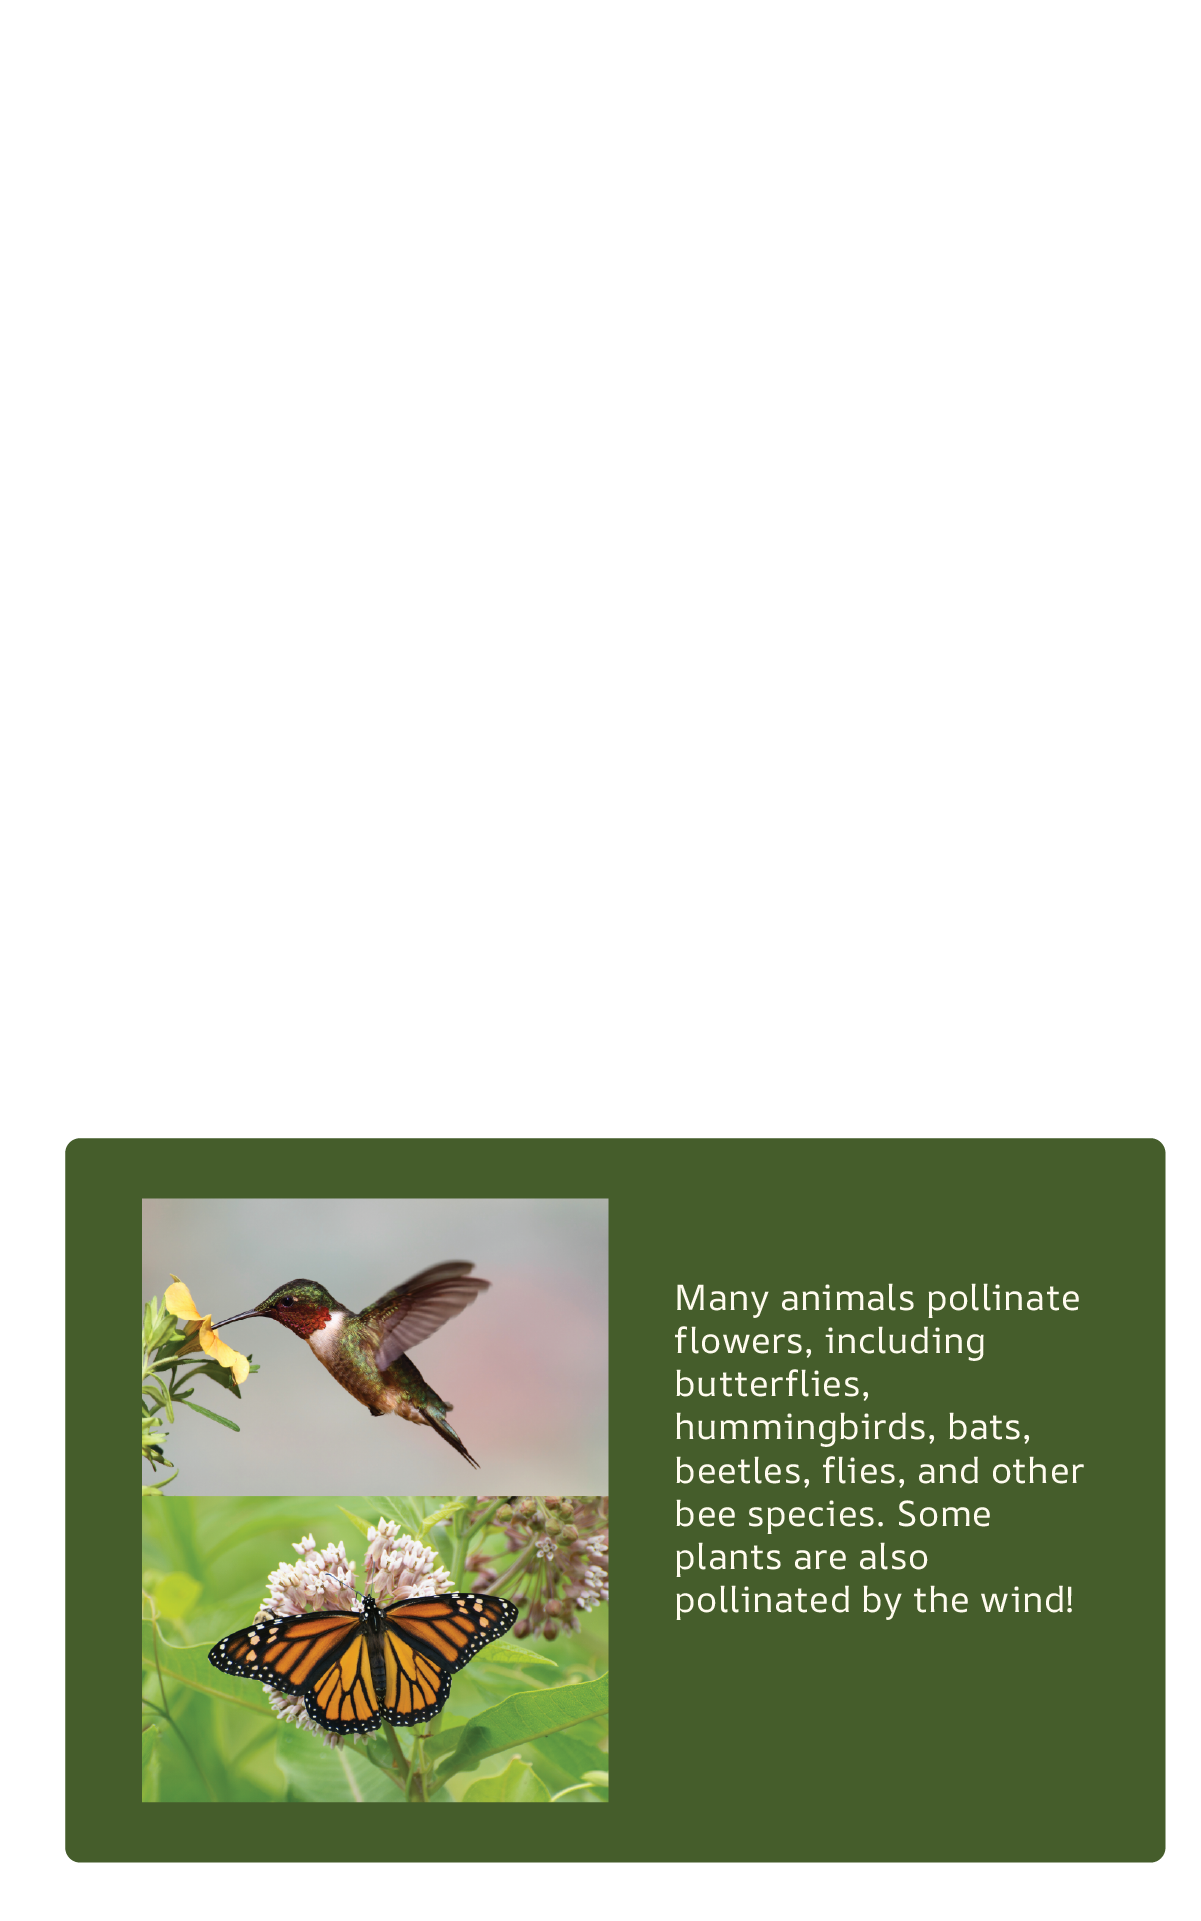 Many animals pollinate
flowers, including
butterflies,
hummingbirds, bats,
beetles, flies, and other
bee species. Some
plants are also
pollinated by the wind!